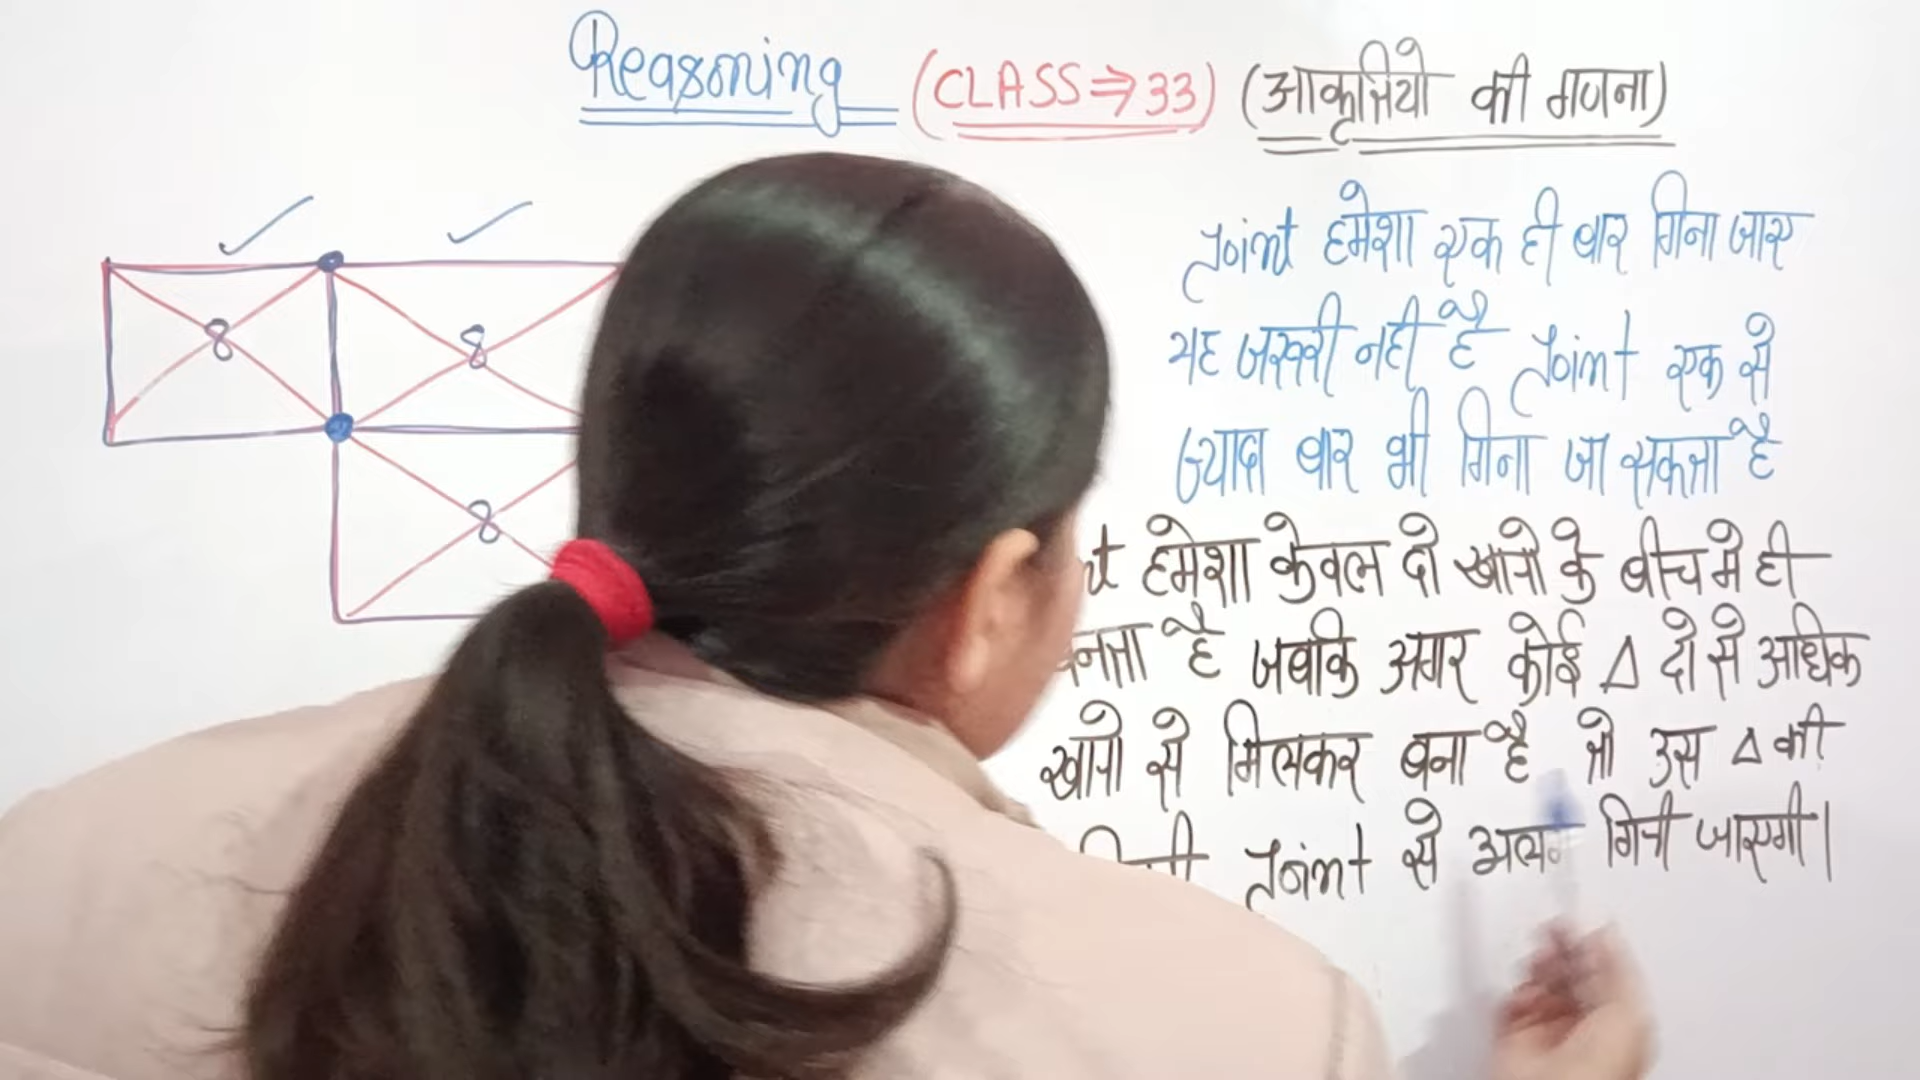 Reasoning (CLASS⇒33) (आकृतियो की गणना)
Joint हमेशा एक ही बार गिना जाए
यह जरूरी नही है Joint एक से
ज्यादा बार भी गिना जा सकता है
8 8
8
nt हमेशा केवल दो खानो के बीच मे ही
बनता है जबकि अगर कोई Δ दो से अधिक
खानो से मिलकर बना है तो उस Δ की
Joint से गिनी जाएगी।